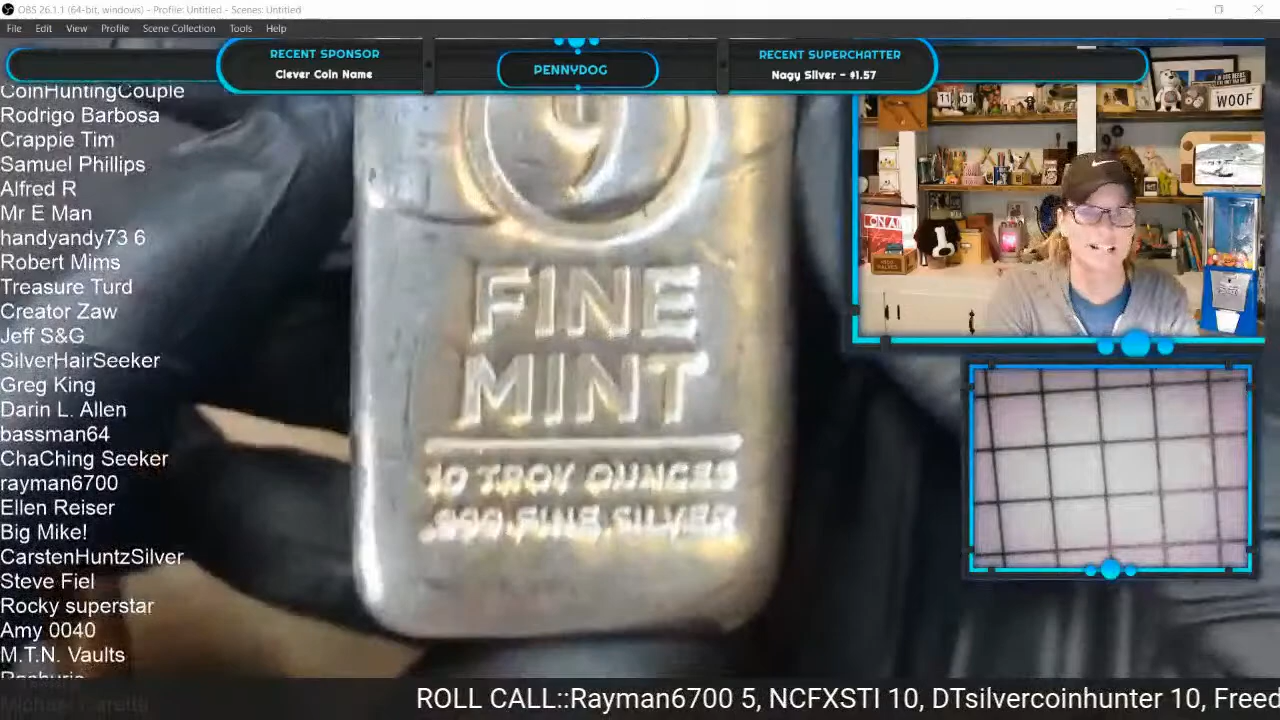 OBS 26.1.1 (64-bit, windows) - Profile: Untitled - Scenes: Untitled
File Edit View Profile Scene Collection Tools Help
RECENT SPONSOR
Clever Coin Name
PENNYDOG
RECENT SUPERCHATTER
Nagy Silver - $1.57
CoinHuntingCouple
Rodrigo Barbosa
Crappie Tim
Samuel Phillips
Alfred R
Mr E Man
handyandy73 6
Robert Mims
Treasure Turd
Creator Zaw
Jeff S&G
SilverHairSeeker
Greg King
Darin L. Allen
bassman64
ChaChing Seeker
rayman6700
Ellen Reiser
Big Mike!
CarstenHuntzSilver
Steve Fiel
Rocky superstar
Amy 0040
M.T.N. Vaults
9
FINE
MINT
10 TROY OUNCES
.999 FINE SILVER
WOOF
ON AIR
ROLL CALL::Rayman6700 5, NCFXSTI 10, DTsilvercoinhunter 10, Freed